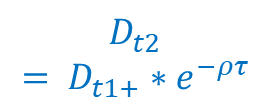 D_{t2}
= D_{t1+} * e^{-ρτ}